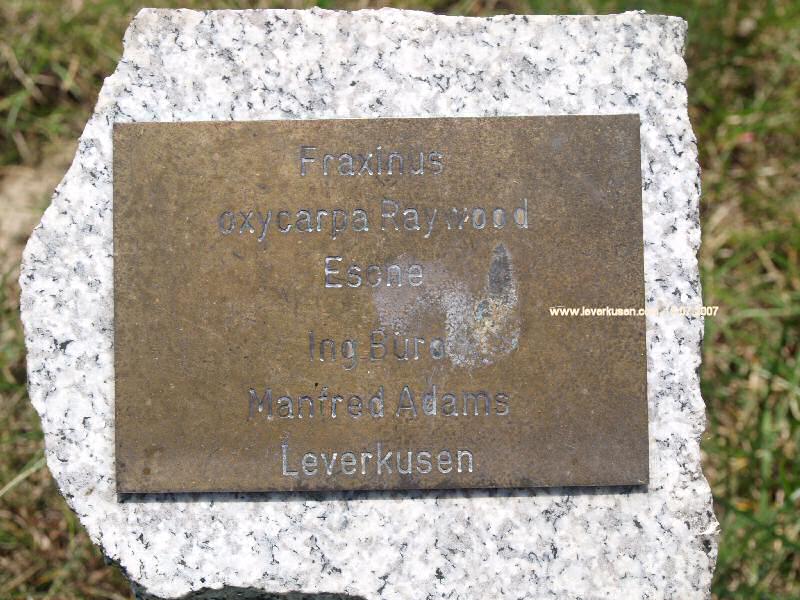 Fraxinus
oxycarpa Raywood
Esche
Ing Büro
Manfred Adams
Leverkusen
www.leverkusen.com